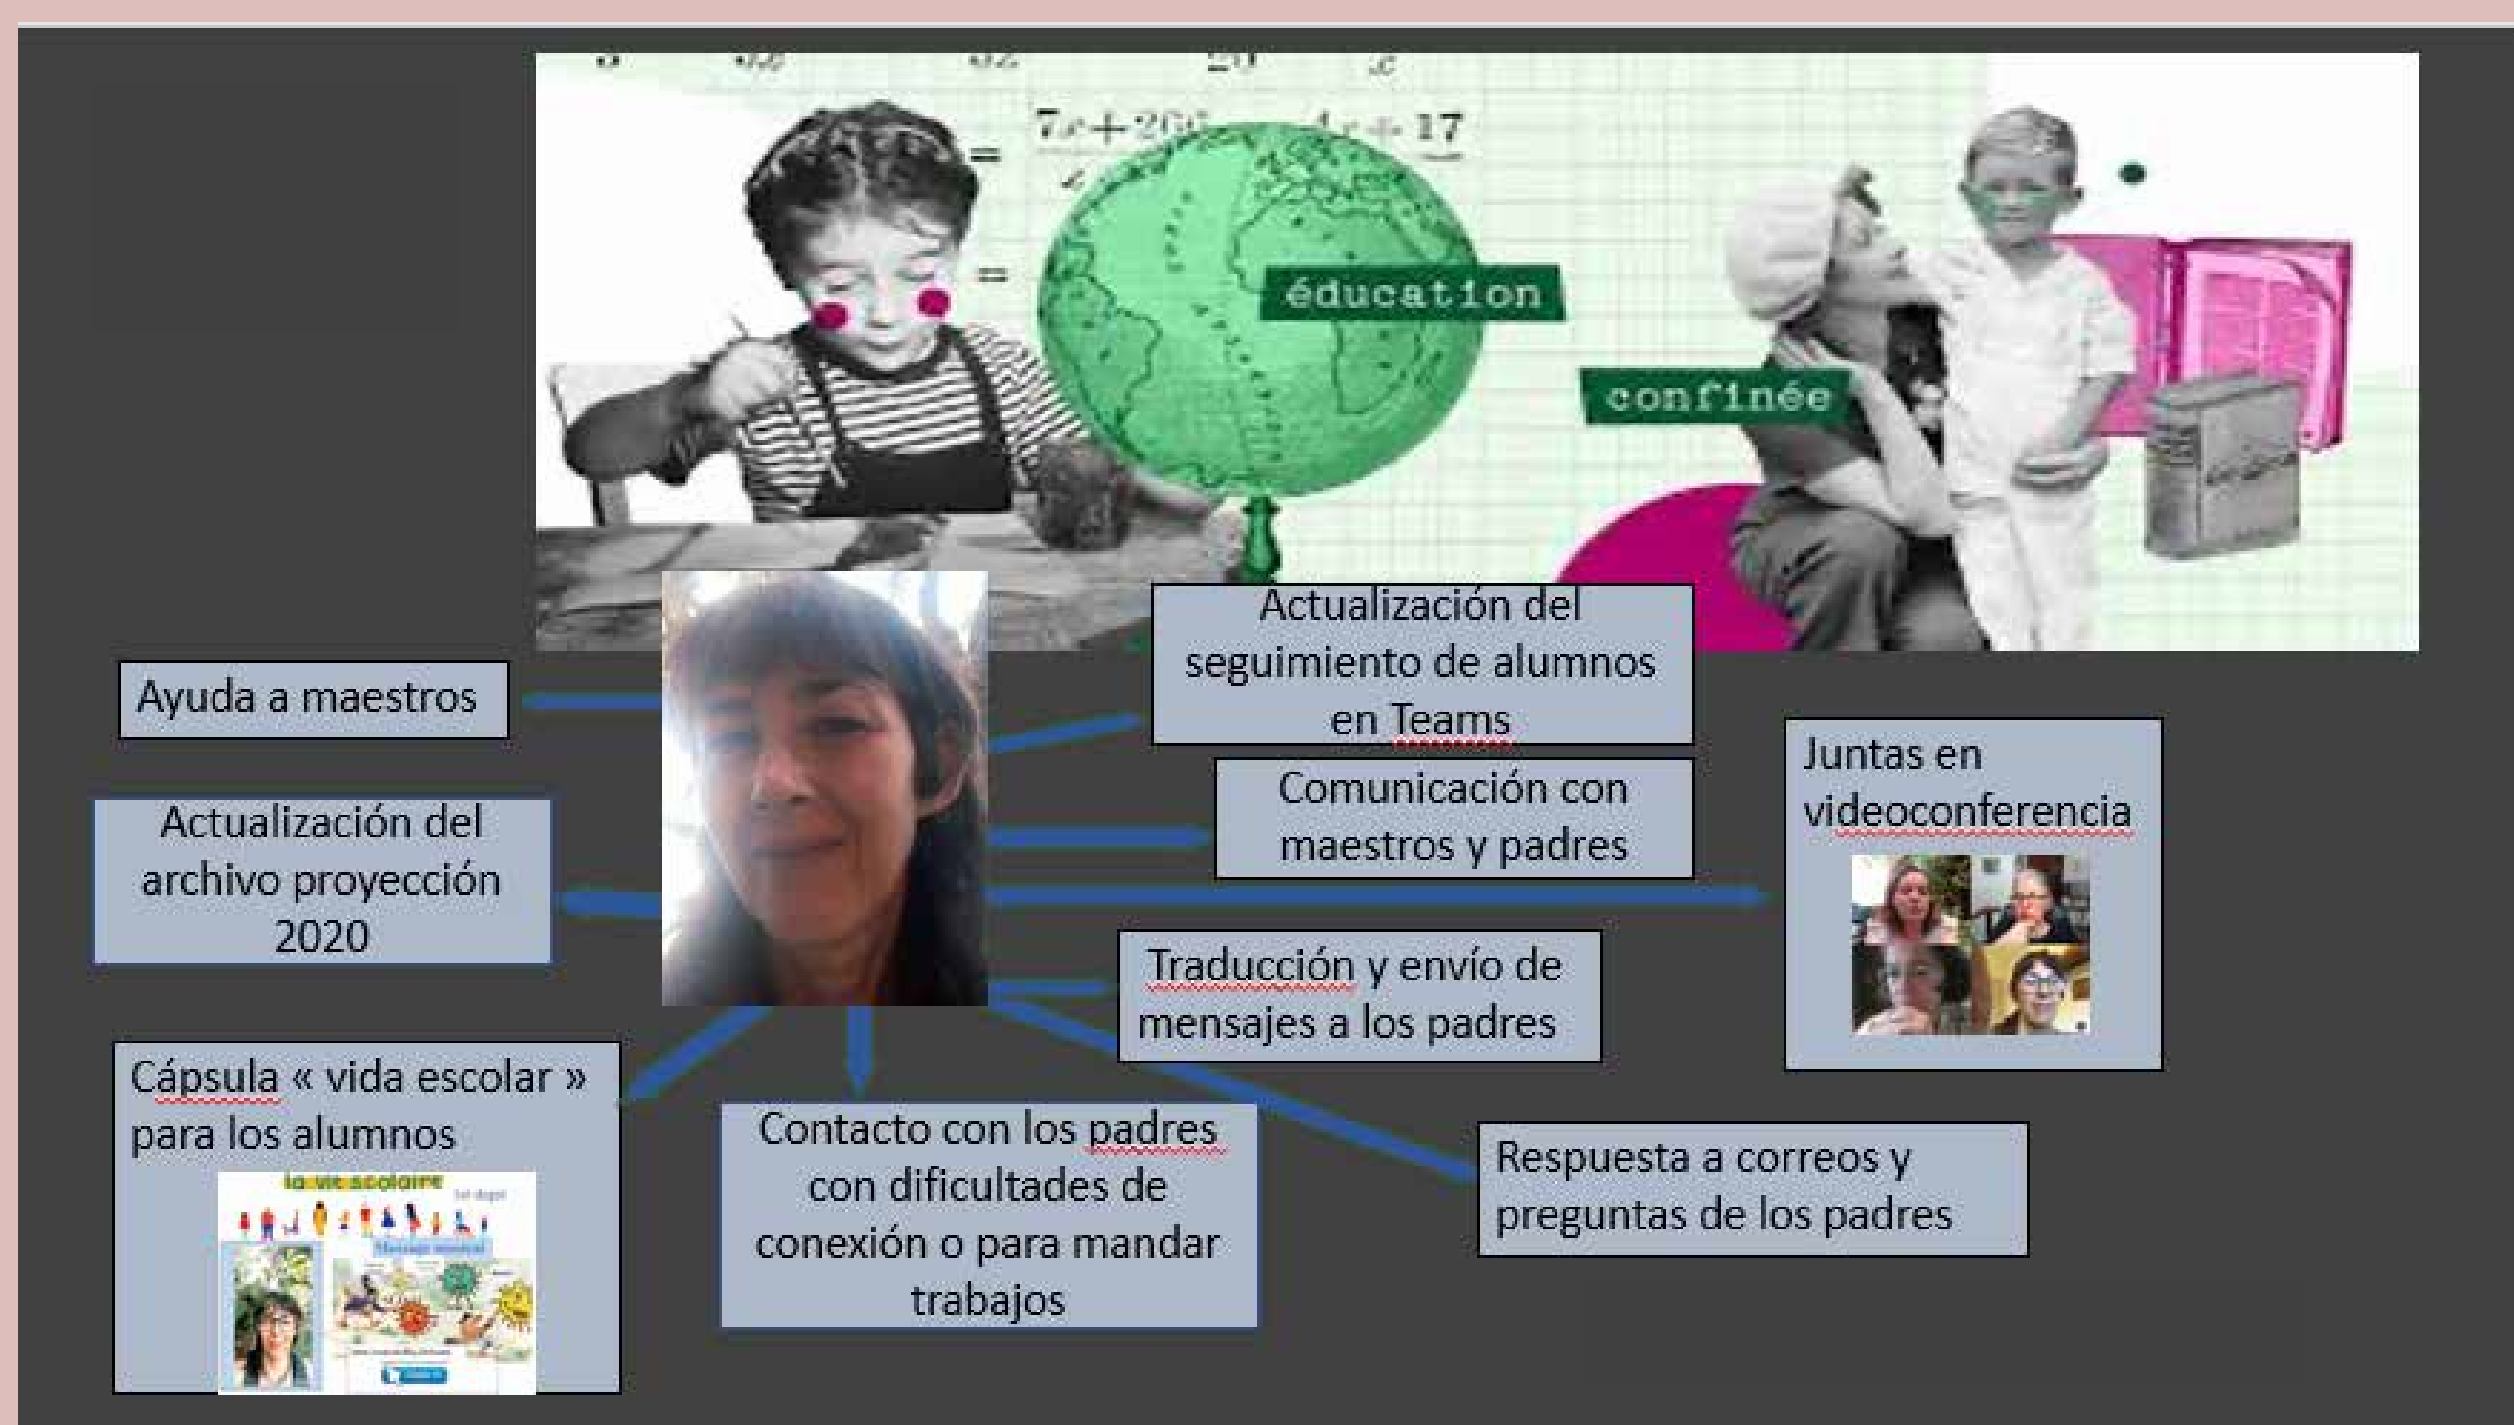 = 7x+266 4x+17
=
éducation
confinée
Actualización del
seguimiento de alumnos
en Teams
Ayuda a maestros
Juntas en
videoconferencia
Comunicación con
maestros y padres
Actualización del
archivo proyección
2020
Traducción y envío de
mensajes a los padres
Cápsula « vida escolar »
para los alumnos
la vie scolaire
Contacto con los padres
con dificultades de
conexión o para mandar
trabajos
Respuesta a correos y
preguntas de los padres